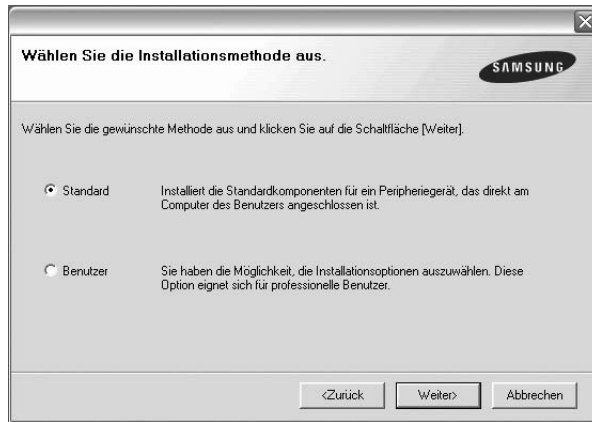 Wählen Sie die Installationsmethode aus.
SAMSUNG
Wählen Sie die gewünschte Methode aus und klicken Sie auf die Schaltfläche [Weiter].
Standard
Installiert die Standardkomponenten für ein Peripheriegerät, das direkt am
Computer des Benutzers angeschlossen ist.
Benutzer
Sie haben die Möglichkeit, die Installationsoptionen auszuwählen. Diese
Option eignet sich für professionelle Benutzer.
<Zurück
Weiter>
Abbrechen